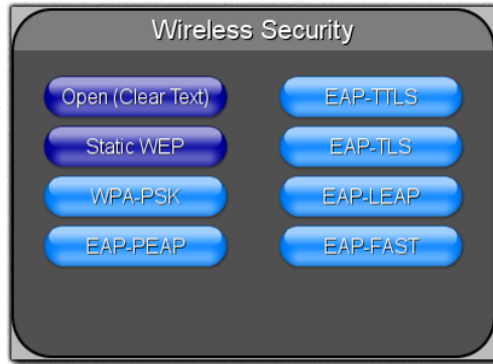 Wireless Security
Open (Clear Text)
Static WEP
WPA-PSK
EAP-PEAP
EAP-TTLS
EAP-TLS
EAP-LEAP
EAP-FAST